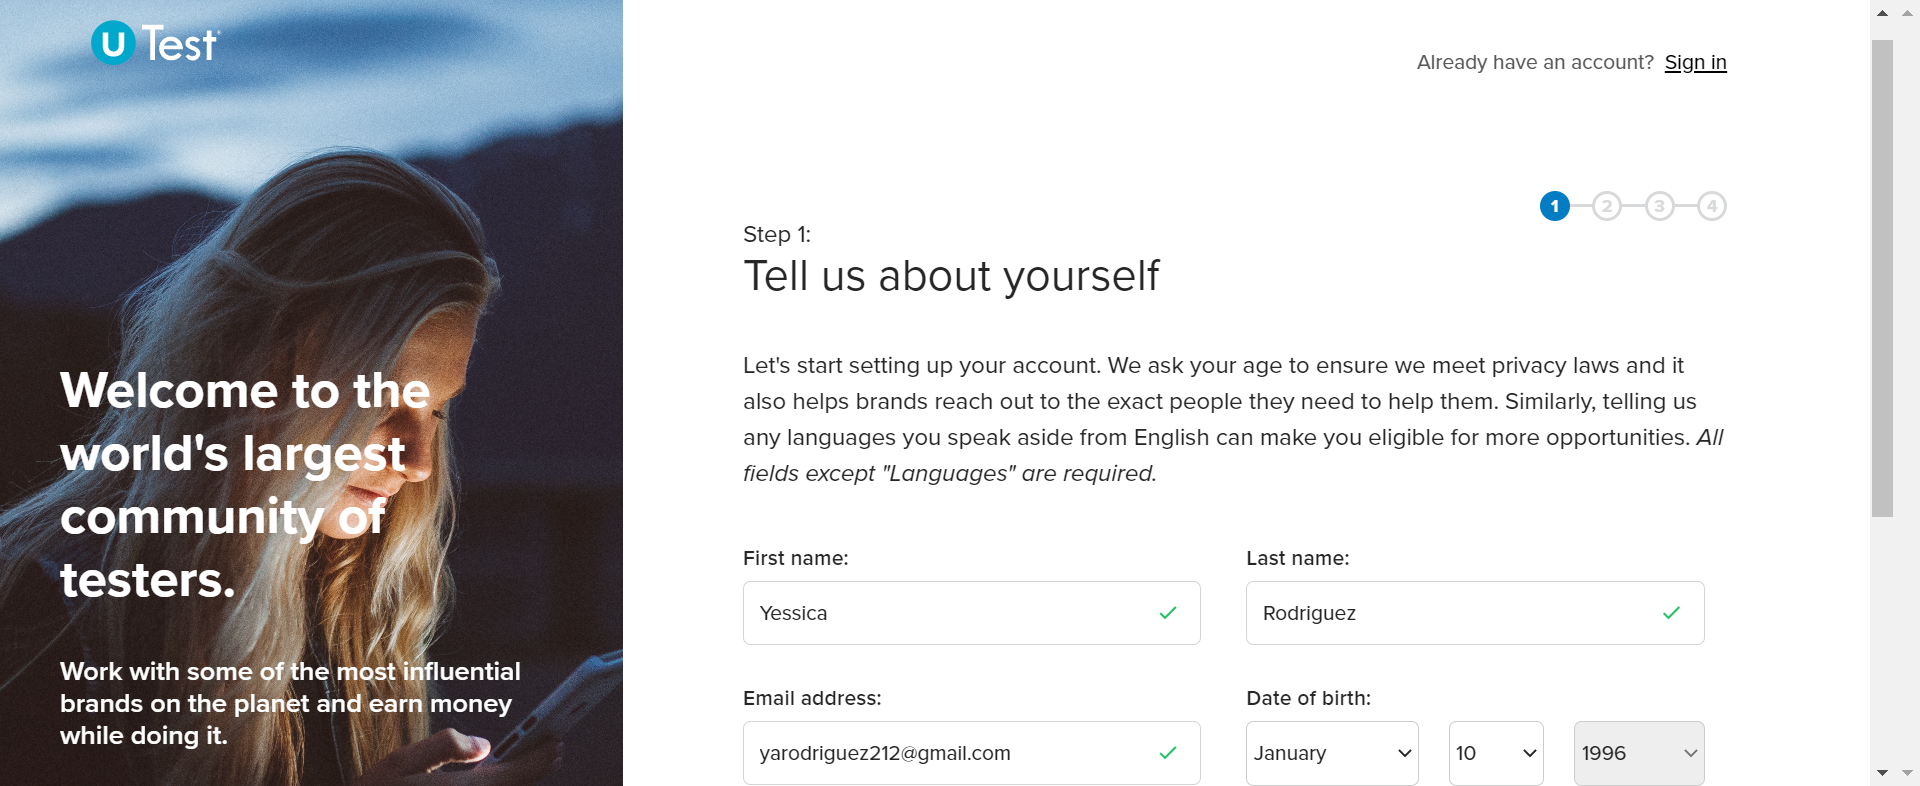 U Test
Already have an account? Sign in
1 2 3 4
Step 1:
Tell us about yourself
Let's start setting up your account. We ask your age to ensure we meet privacy laws and it
also helps brands reach out to the exact people they need to help them. Similarly, telling us
any languages you speak aside from English can make you eligible for more opportunities. All
fields except "Languages" are required.
Welcome to the
world's largest
community of
testers.
Work with some of the most influential
brands on the planet and earn money
while doing it.
First name:
Yessica
Last name:
Rodriguez
Email address:
yarodriguez212@gmail.com
Date of birth:
January 10 1996